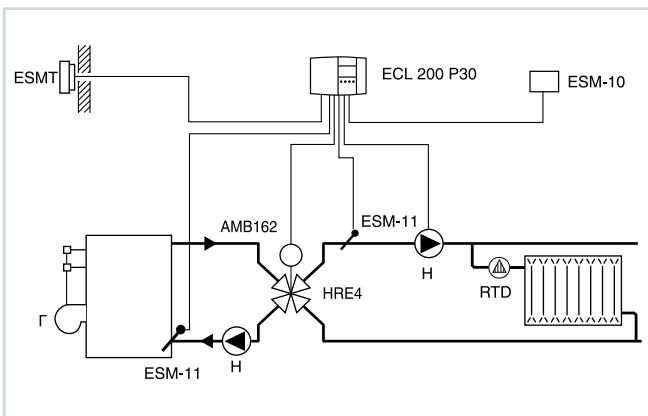 ESMT
ECL 200 P30
ESM-10
AMB162
ESM-11
HRE4
Н
RTD
Г
ESM-11
Н